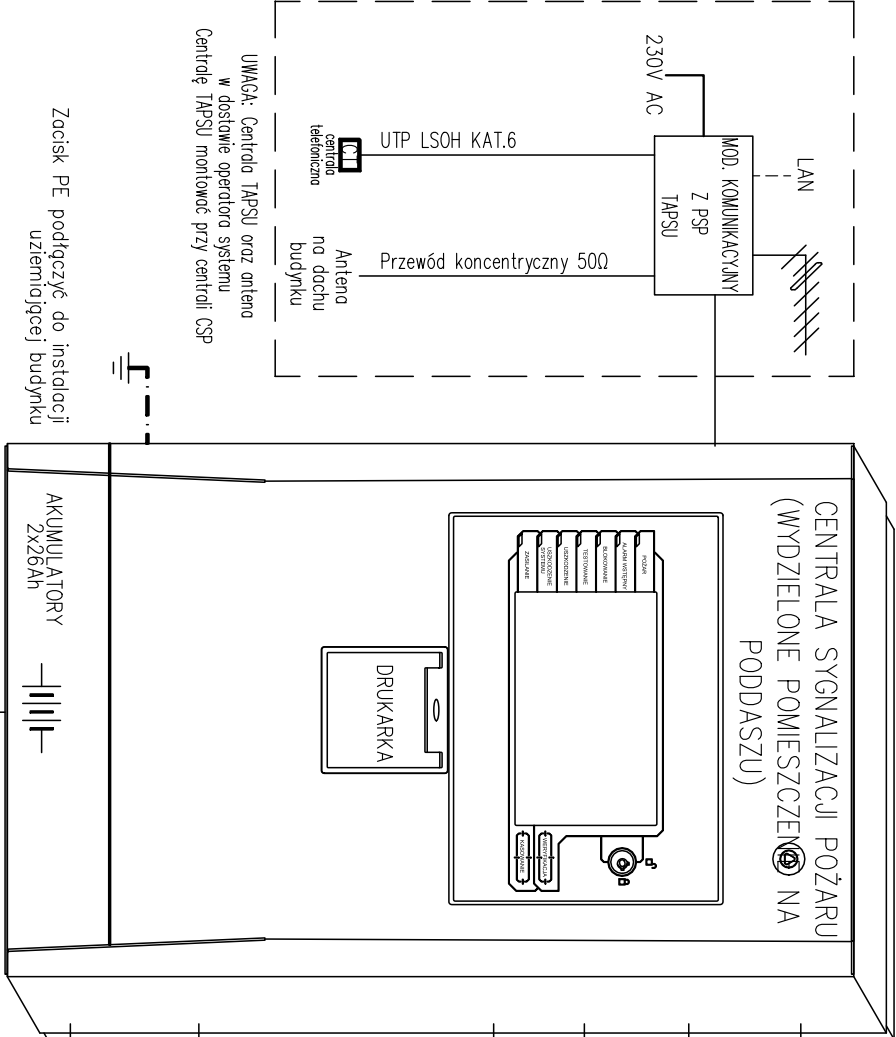 230V AC
LAN
MOD. KOMUNIKACYJNY
Z PSP
TAPSU
UTP LSOH KAT.6
Przewód koncentryczny 50Ω
centrala
telefoniczna
Antena
na dachu
budynku
UWAGA: Centrala TAPSU oraz antena
w dostawie operatora systemu
Centralę TAPSU montować przy centrali CSP
Zacisk PE podłączyć do instalacji
uziemiającej budynku
CENTRALA SYGNALIZACJI POŻARU
(WYDZIELONE POMIESZCZENIE NA
PODDASZU)
POŻAR
ALARM WSTĘPNY
BLOKOWANIE
TESTOWANIE
USZKODZENIE
USZKODZENIE
SYSTEMU
ZASILANIE
WERYFIKACJA
KASOWANIE
DRUKARKA
AKUMULATORY
2x26Ah